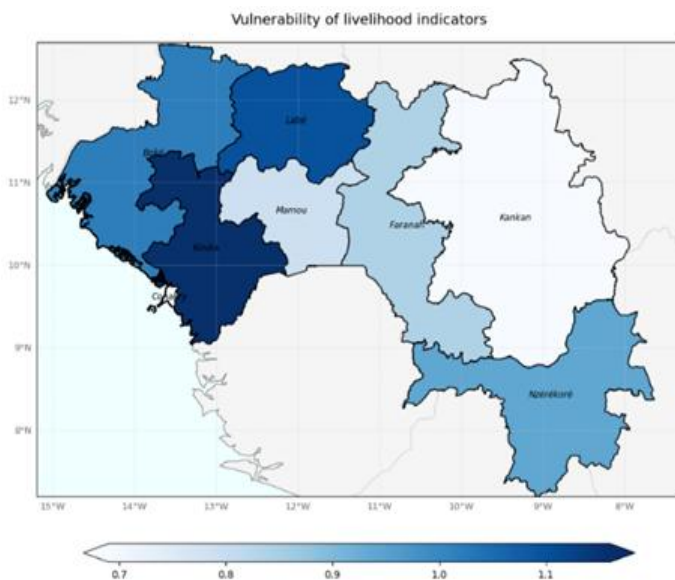 Vulnerability of livelihood indicators
12°N
Labé
Boké
11°N
Mamou
Kankan
Faranah
Kindia
10°N
9°N
Nzérékoré
8°N
15°W 14°W 13°W 12°W 11°W 10°W 9°W 8°W
0.7 0.8 0.9 1.0 1.1